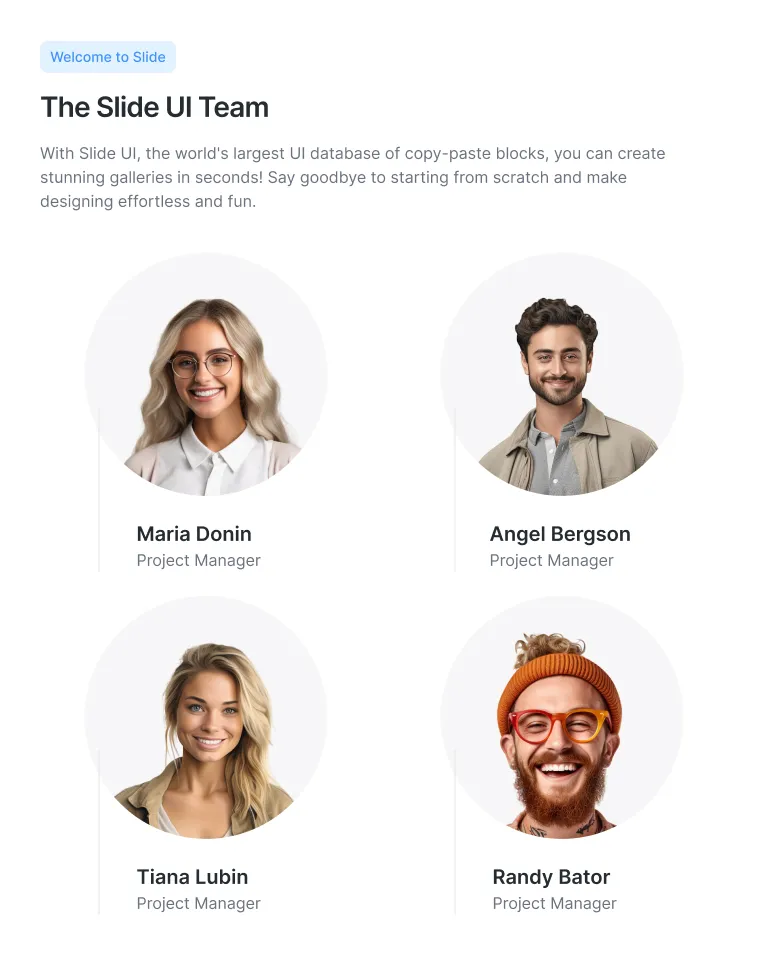 Welcome to Slide
The Slide UI Team
With Slide UI, the world's largest UI database of copy-paste blocks, you can create
stunning galleries in seconds! Say goodbye to starting from scratch and make
designing effortless and fun.
Maria Donin
Project Manager
Angel Bergson
Project Manager
Tiana Lubin
Project Manager
Randy Bator
Project Manager